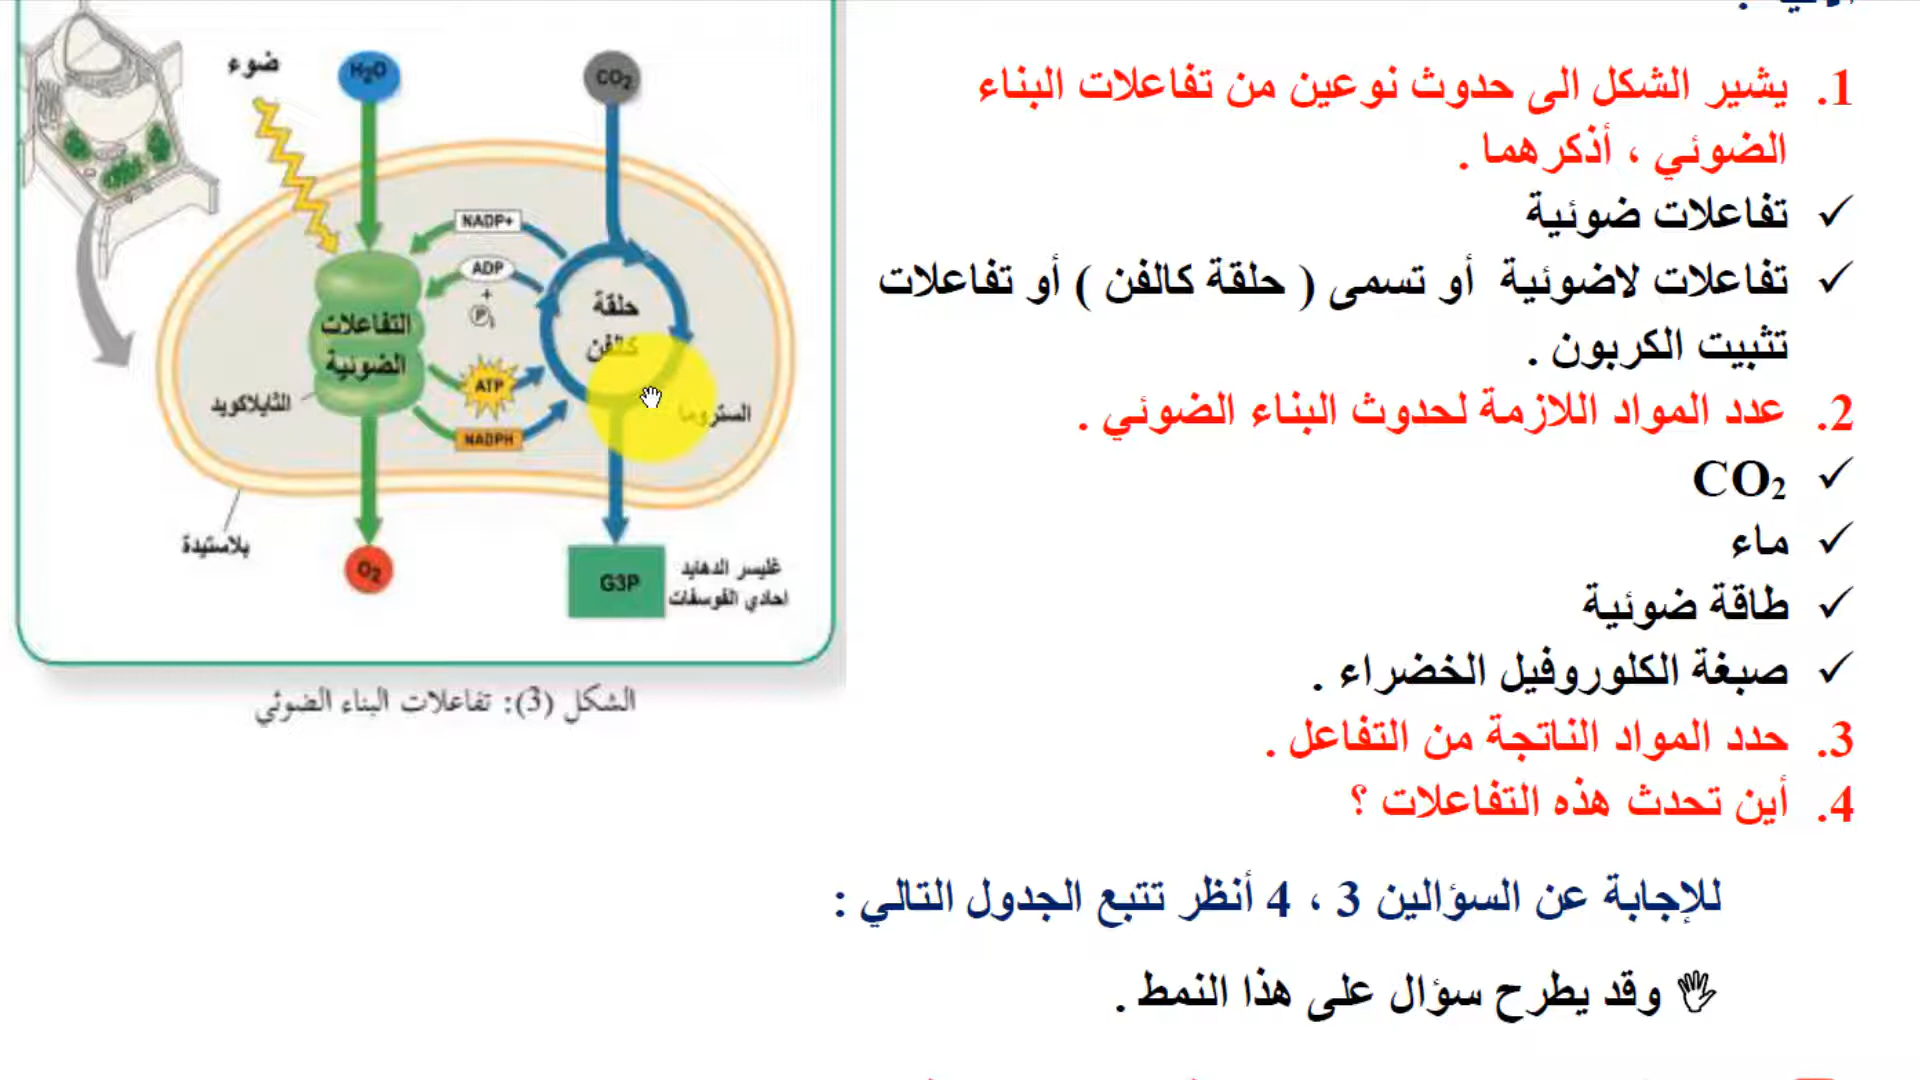 1. يشير الشكل الى حدوث نوعين من تفاعلات البناء
الضوئي ، أذكرهما .
✓ تفاعلات ضوئية
✓ تفاعلات لاضوئية أو تسمى ( حلقة كالفن ) أو تفاعلات
تثبيت الكربون .
2. عدد المواد اللازمة لحدوث البناء الضوئي .
✓ CO₂
✓ ماء
✓ طاقة ضوئية
✓ صبغة الكلوروفيل الخضراء .
3. حدد المواد الناتجة من التفاعل .
4. أين تحدث هذه التفاعلات ؟
للإجابة عن السؤالين 3 ، 4 أنظر تتبع الجدول التالي :
وقد يطرح سؤال على هذا النمط .
ضوء
H₂O
CO₂
NADP+
ADP
+
Pi
حلقة
كالفن
التفاعلات
الضوئية
ATP
NADPH
الثايلاكويد
الستروما
بلاستيدة
O₂
G3P
غليسر الدهايد
احادي الفوسفات
الشكل (3): تفاعلات البناء الضوئي